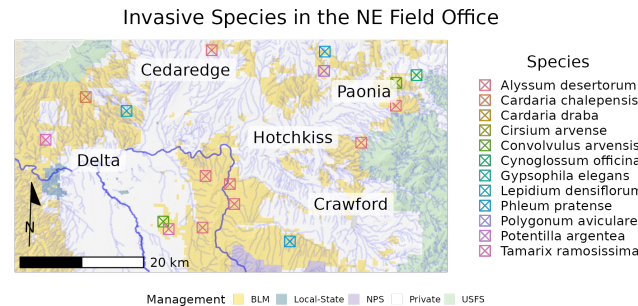 Invasive Species in the NE Field Office
Cedaredge
Paonia
Hotchkiss
Delta
Crawford
N
20 km
Species
Alyssum desertorum
Cardaria chalepensis
Cardaria draba
Cirsium arvense
Convolvulus arvensis
Cynoglossum officina
Gypsophila elegans
Lepidium densiflorum
Phleum pratense
Polygonum aviculare
Potentilla argentea
Tamarix ramosissima
Management BLM Local-State NPS Private USFS